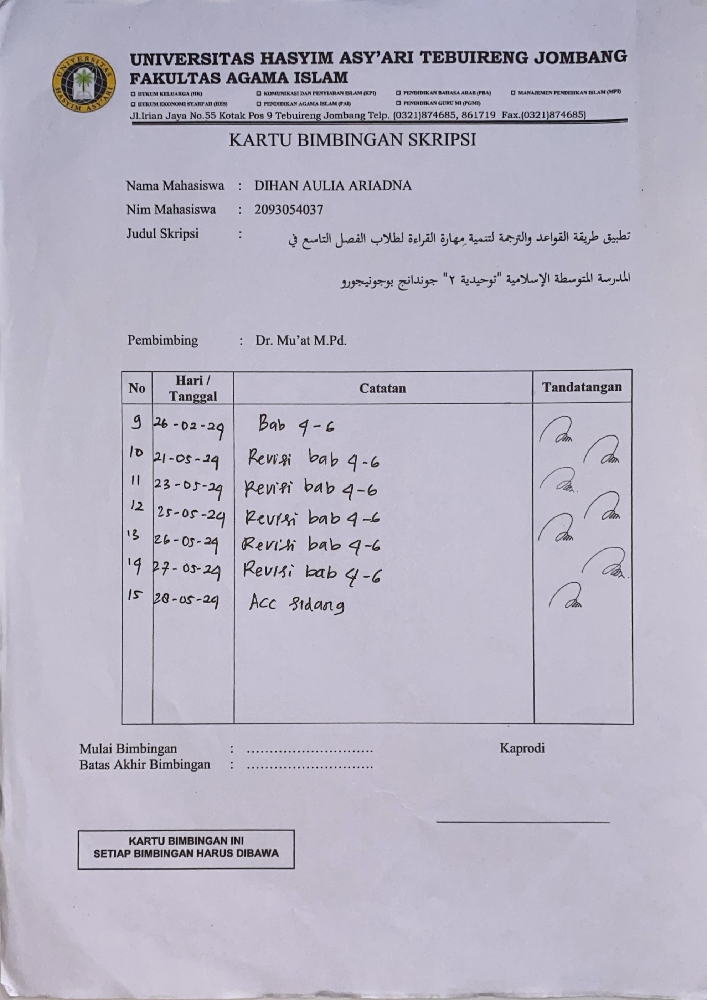 UNIVERSITAS HASYIM ASY'ARI
UNIVERSITAS HASYIM ASY'ARI TEBUIRENG JOMBANG
FAKULTAS AGAMA ISLAM
□ HUKUM KELUARGA (HK) □ KOMUNIKASI DAN PENYIARAN ISLAM (KPI) □ PENDIDIKAN BAHASA ARAB (PBA) □ MANAJEMEN PENDIDIKAN ISLAM (MPI)
□ HUKUM EKONOMI SYARI'AH (HES) □ PENDIDIKAN AGAMA ISLAM (PAI) □ PENDIDIKAN GURU MI (PGMI)
Jl.Irian Jaya No.55 Kotak Pos 9 Tebuireng Jombang Telp. (0321)874685, 861719 Fax.(0321)874685)
KARTU BIMBINGAN SKRIPSI
Nama Mahasiswa : DIHAN AULIA ARIADNA
Nim Mahasiswa : 2093054037
Judul Skripsi : تطبيق طريقة القواعد والترجمة لتنمية مهارة القراءة لطلاب الفصل التاسع في
المدرسة المتوسطة الإسلامية "توحيدية ٢" جوندانج بوجونيجورو
Pembimbing : Dr. Mu'at M.Pd.
No Hari / Tanggal Catatan Tandatangan
9 26-02-24 Bab 4-6
10 21-05-24 Revisi bab 4-6
11 23-05-24 Revisi bab 4-6
12 25-05-24 Revisi bab 4-6
13 26-05-24 Revisi bab 4-6
14 27-05-24 Revisi bab 4-6
15 28-05-24 Acc sidang
Mulai Bimbingan : ............................ Kaprodi
Batas Akhir Bimbingan : ............................
KARTU BIMBINGAN INI
SETIAP BIMBINGAN HARUS DIBAWA